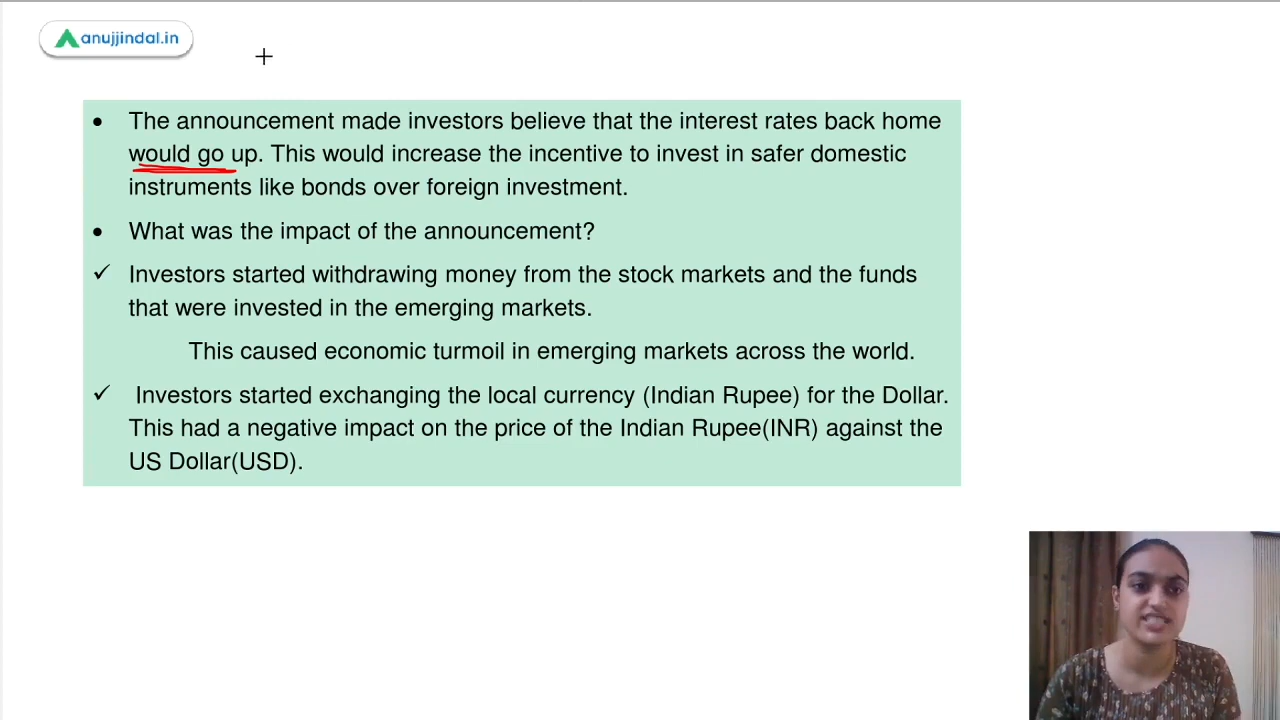 anujjindal.in
• The announcement made investors believe that the interest rates back home
would go up. This would increase the incentive to invest in safer domestic
instruments like bonds over foreign investment.
• What was the impact of the announcement?
✓ Investors started withdrawing money from the stock markets and the funds
that were invested in the emerging markets.
This caused economic turmoil in emerging markets across the world.
✓ Investors started exchanging the local currency (Indian Rupee) for the Dollar.
This had a negative impact on the price of the Indian Rupee(INR) against the
US Dollar(USD).